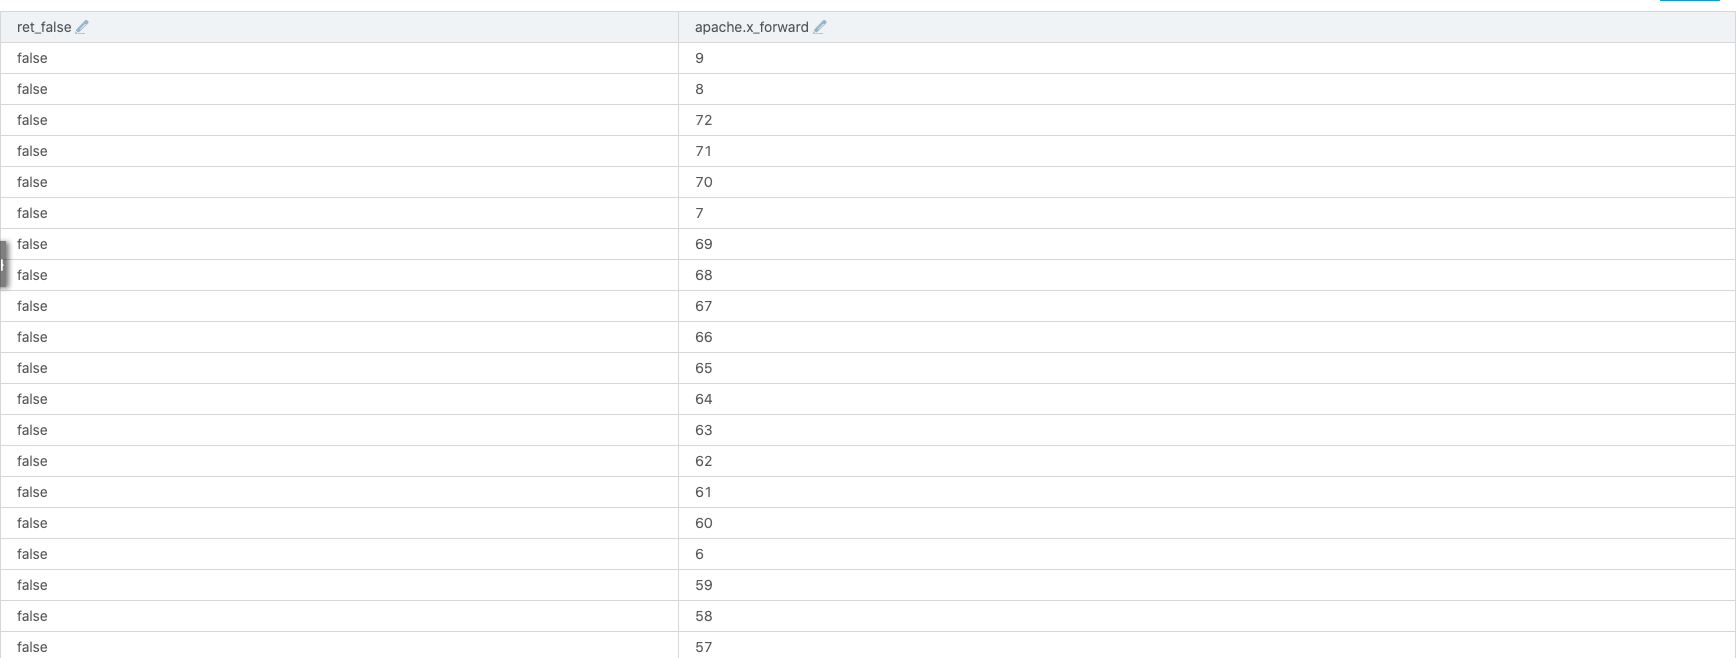 ret_false apache.x_forward
false 9
false 8
false 72
false 71
false 70
false 7
false 69
false 68
false 67
false 66
false 65
false 64
false 63
false 62
false 61
false 60
false 6
false 59
false 58
false 57